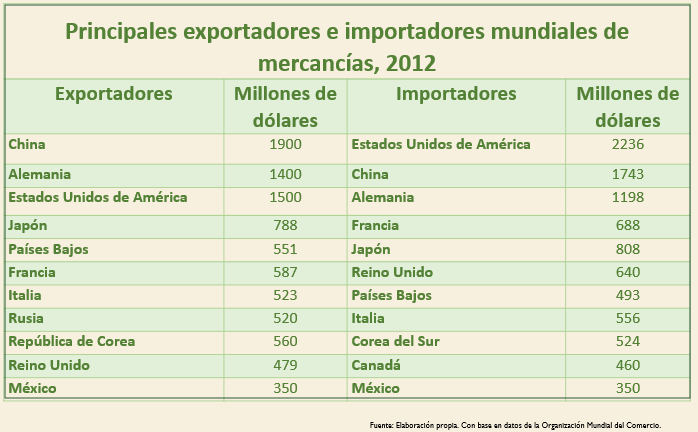 Principales exportadores e importadores mundiales de
mercancías, 2012
Exportadores Millones de dólares Importadores Millones de dólares
China 1900 Estados Unidos de América 2236
Alemania 1400 China 1743
Estados Unidos de América 1500 Alemania 1198
Japón 788 Francia 688
Países Bajos 551 Japón 808
Francia 587 Reino Unido 640
Italia 523 Países Bajos 493
Rusia 520 Italia 556
República de Corea 560 Corea del Sur 524
Reino Unido 479 Canadá 460
México 350 México 350
Fuente: Elaboración propia. Con base en datos de la Organización Mundial del Comercio.